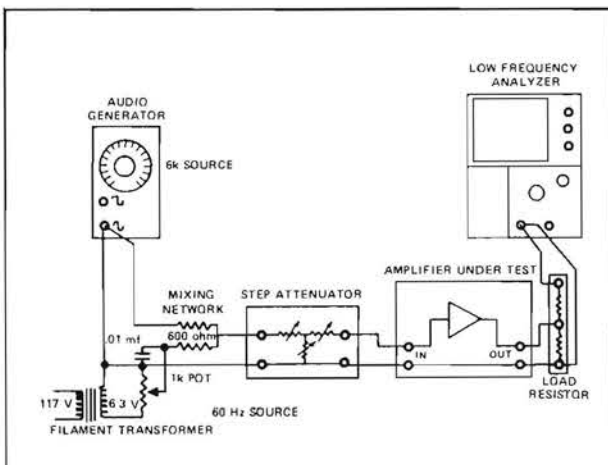 LOW FREQUENCY
ANALYZER
AUDIO
GENERATOR
6k SOURCE
MIXING
NETWORK
STEP ATTENUATOR
AMPLIFIER UNDER TEST
.01 mf
600 ohm
1k POT
IN
OUT
LOAD
RESISTOR
117 V
6.3 V
60 Hz SOURCE
FILAMENT TRANSFORMER